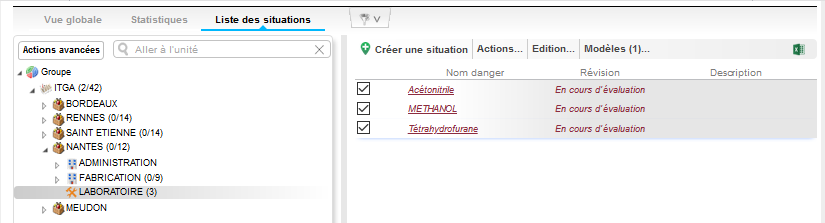 Vue globale Statistiques Liste des situations
Actions avancées Aller à l'unité
Groupe
ITGA (2/42)
BORDEAUX
RENNES (0/14)
SAINT ETIENNE (0/14)
NANTES (0/12)
ADMINISTRATION
FABRICATION (0/9)
LABORATOIRE (3)
MEUDON
Créer une situation Actions... Edition... Modèles (1)...
Nom danger Révision Description
Acétonitrile En cours d'évaluation
METHANOL En cours d'évaluation
Tétrahydrofurane En cours d'évaluation